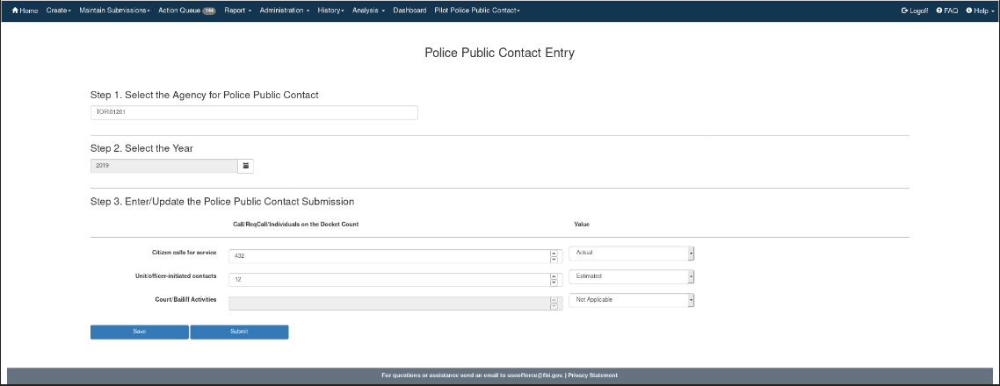 Home Create Maintain Submissions Action Queue 144 Report Administration History Analysis Dashboard Pilot Police Public Contact Logoff FAQ Help
Police Public Contact Entry
Step 1. Select the Agency for Police Public Contact
TORI01201
Step 2. Select the Year
2019
Step 3. Enter/Update the Police Public Contact Submission
Call/ReqCall/Individuals on the Docket Count Value
Citizen calls for service 432 Actual
Unit/officer-initiated contacts 12 Estimated
Court/Bailiff Activities Not Applicable
Save Submit
For questions or assistance send an email to useofforce@fbi.gov. | Privacy Statement